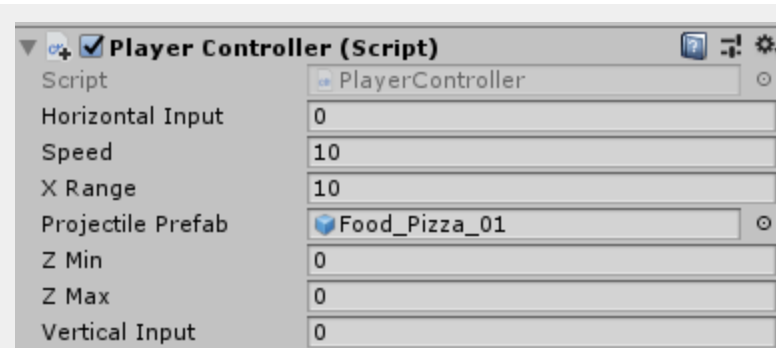 Player Controller (Script)
Script PlayerController
Horizontal Input 0
Speed 10
X Range 10
Projectile Prefab Food_Pizza_01
Z Min 0
Z Max 0
Vertical Input 0